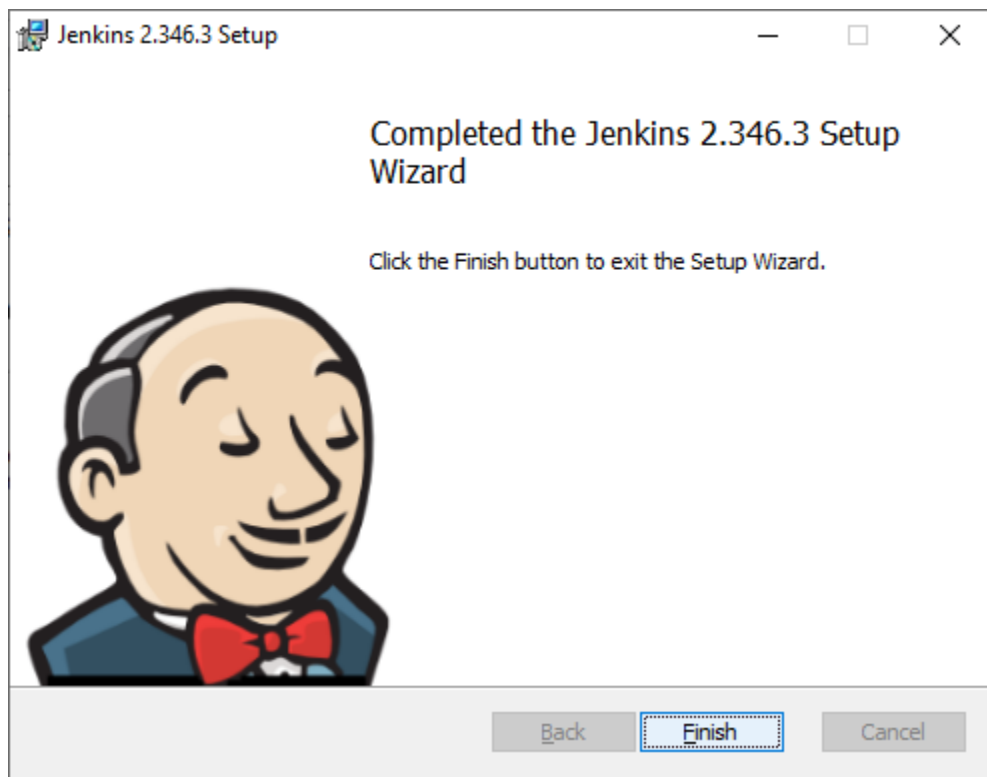 Jenkins 2.346.3 Setup
Completed the Jenkins 2.346.3 Setup
Wizard
Click the Finish button to exit the Setup Wizard.
Back
Finish
Cancel